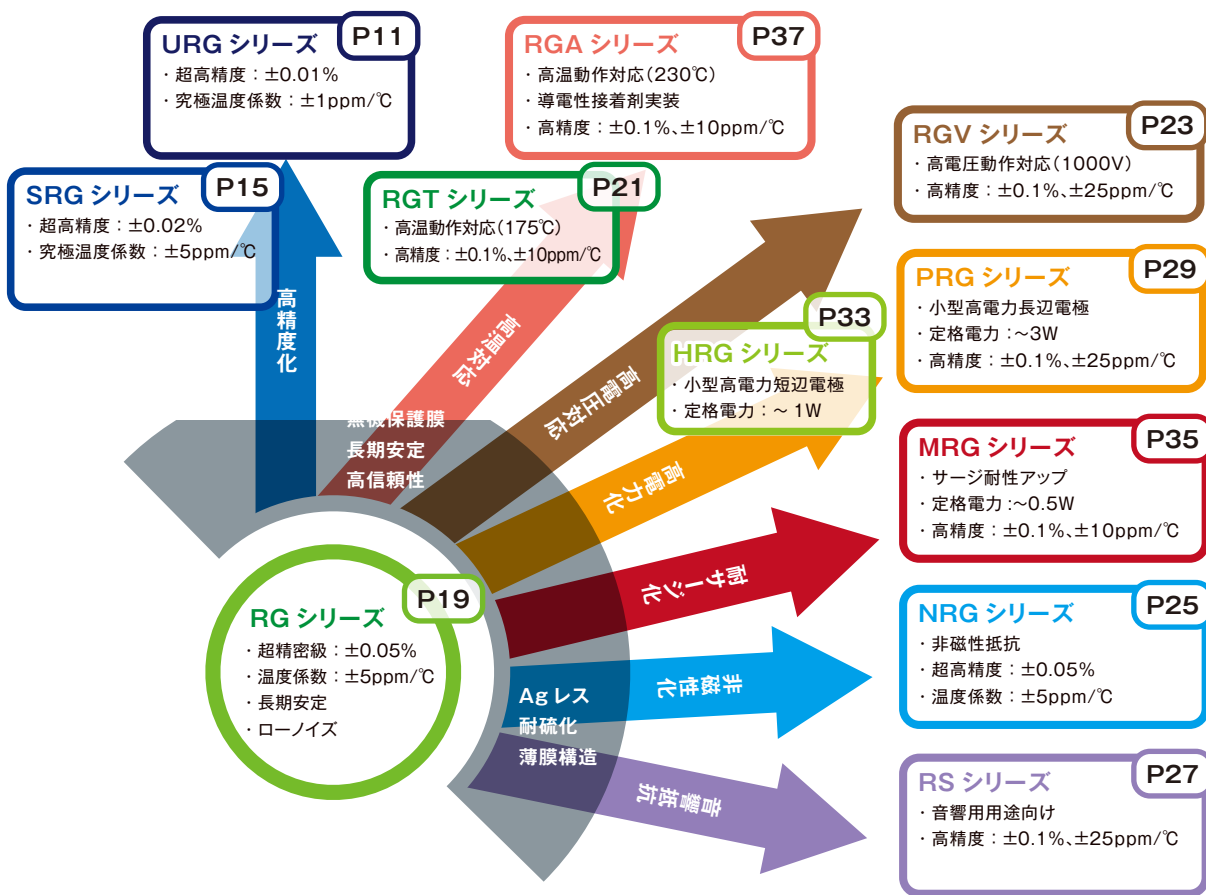 URG シリーズ
P11
・超高精度：±0.01%
・究極温度係数：±1ppm/℃
RGA シリーズ
P37
・高温動作対応（230℃）
・導電性接着剤実装
・高精度：±0.1%、±10ppm/℃
RGV シリーズ
P23
・高電圧動作対応（1000V）
・高精度：±0.1%、±25ppm/℃
SRG シリーズ
P15
・超高精度：±0.02%
・究極温度係数：±5ppm/℃
RGT シリーズ
P21
・高温動作対応（175℃）
・高精度：±0.1%、±10ppm/℃
PRG シリーズ
P29
・小型高電力長辺電極
・定格電力：～3W
・高精度：±0.1%、±25ppm/℃
HRG シリーズ
P33
・小型高電力短辺電極
・定格電力：～ 1W
高精度化
高温対応
高電圧対応
高電力化
耐サージ化
非磁性化
音響抵抗
無機保護膜
長期安定
高信頼性
MRG シリーズ
P35
・サージ耐性アップ
・定格電力：～0.5W
・高精度：±0.1%、±10ppm/℃
RG シリーズ
P19
・超精密級：±0.05%
・温度係数：±5ppm/℃
・長期安定
・ローノイズ
Ag レス
耐硫化
薄膜構造
NRG シリーズ
P25
・非磁性抵抗
・超高精度：±0.05%
・温度係数：±5ppm/℃
RS シリーズ
P27
・音響用用途向け
・高精度：±0.1%、±25ppm/℃